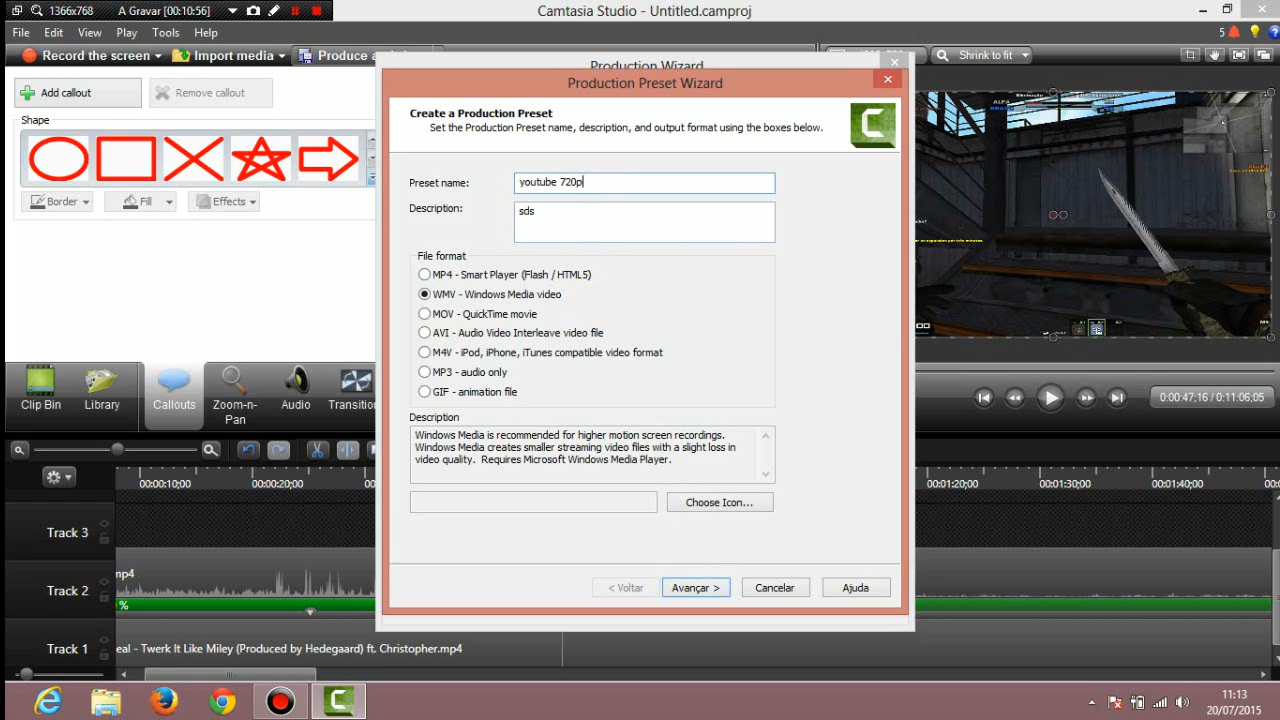 1366x768
A Gravar [00:10:56]
Camtasia Studio - Untitled.camproj
File Edit View Play Tools Help
5
Record the screen
Import media
Produce a
Shrink to fit
Production Wizard
Production Preset Wizard
Add callout
Remove callout
Shape
Border
Fill
Effects
Create a Production Preset
Set the Production Preset name, description, and output format using the boxes below.
Preset name:
youtube 720p
Description:
sds
File format
MP4 - Smart Player (Flash / HTML5)
WMV - Windows Media video
MOV - QuickTime movie
AVI - Audio Video Interleave video file
M4V - iPod, iPhone, iTunes compatible video format
MP3 - audio only
GIF - animation file
Description
Windows Media is recommended for higher motion screen recordings.
Windows Media creates smaller streaming video files with a slight loss in
video quality. Requires Microsoft Windows Media Player.
Choose Icon...
< Voltar
Avançar >
Cancelar
Ajuda
ALFA
Clip Bin
Library
Callouts
Zoom-n-
Pan
Audio
Transition
0:00:47;16 / 0:11:06;05
00:00:10;00
00:00:20;00
00:01:20;00
00:01:30;00
00:01:40;00
00:0
Track 3
mp4
Track 2
%
Track 1
eal - Twerk It Like Miley (Produced by Hedegaard) ft. Christopher.mp4
11:13
20/07/2015